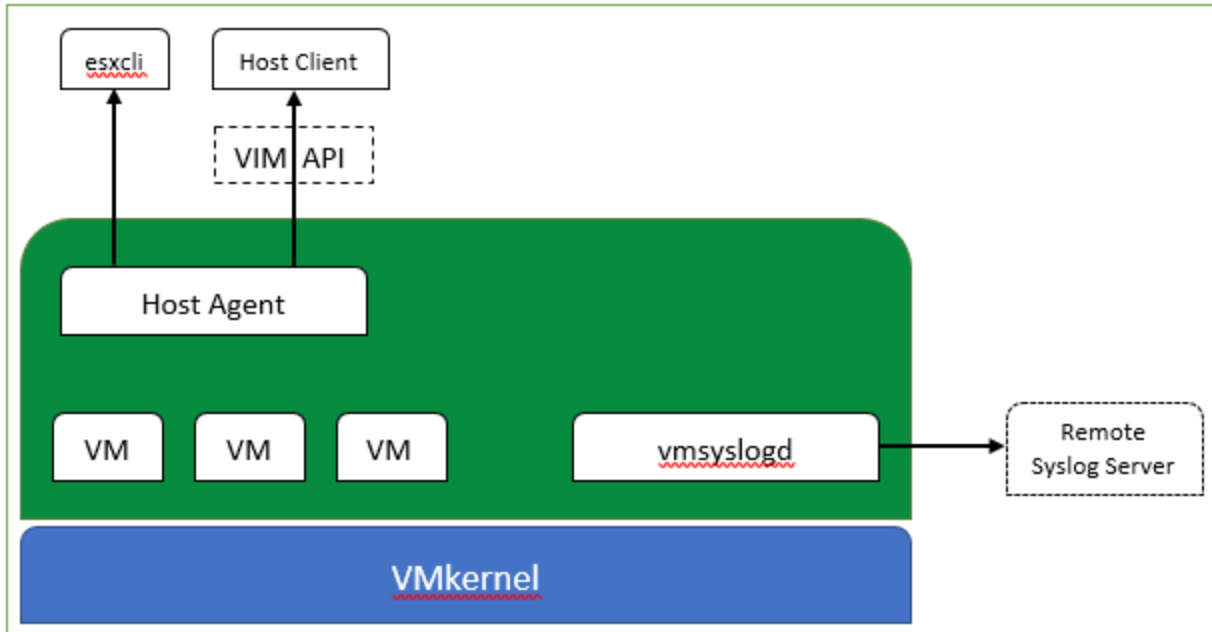 esxcli
Host Client
VIM API
Host Agent
VM
VM
VM
vmsyslogd
Remote
Syslog Server
VMkernel